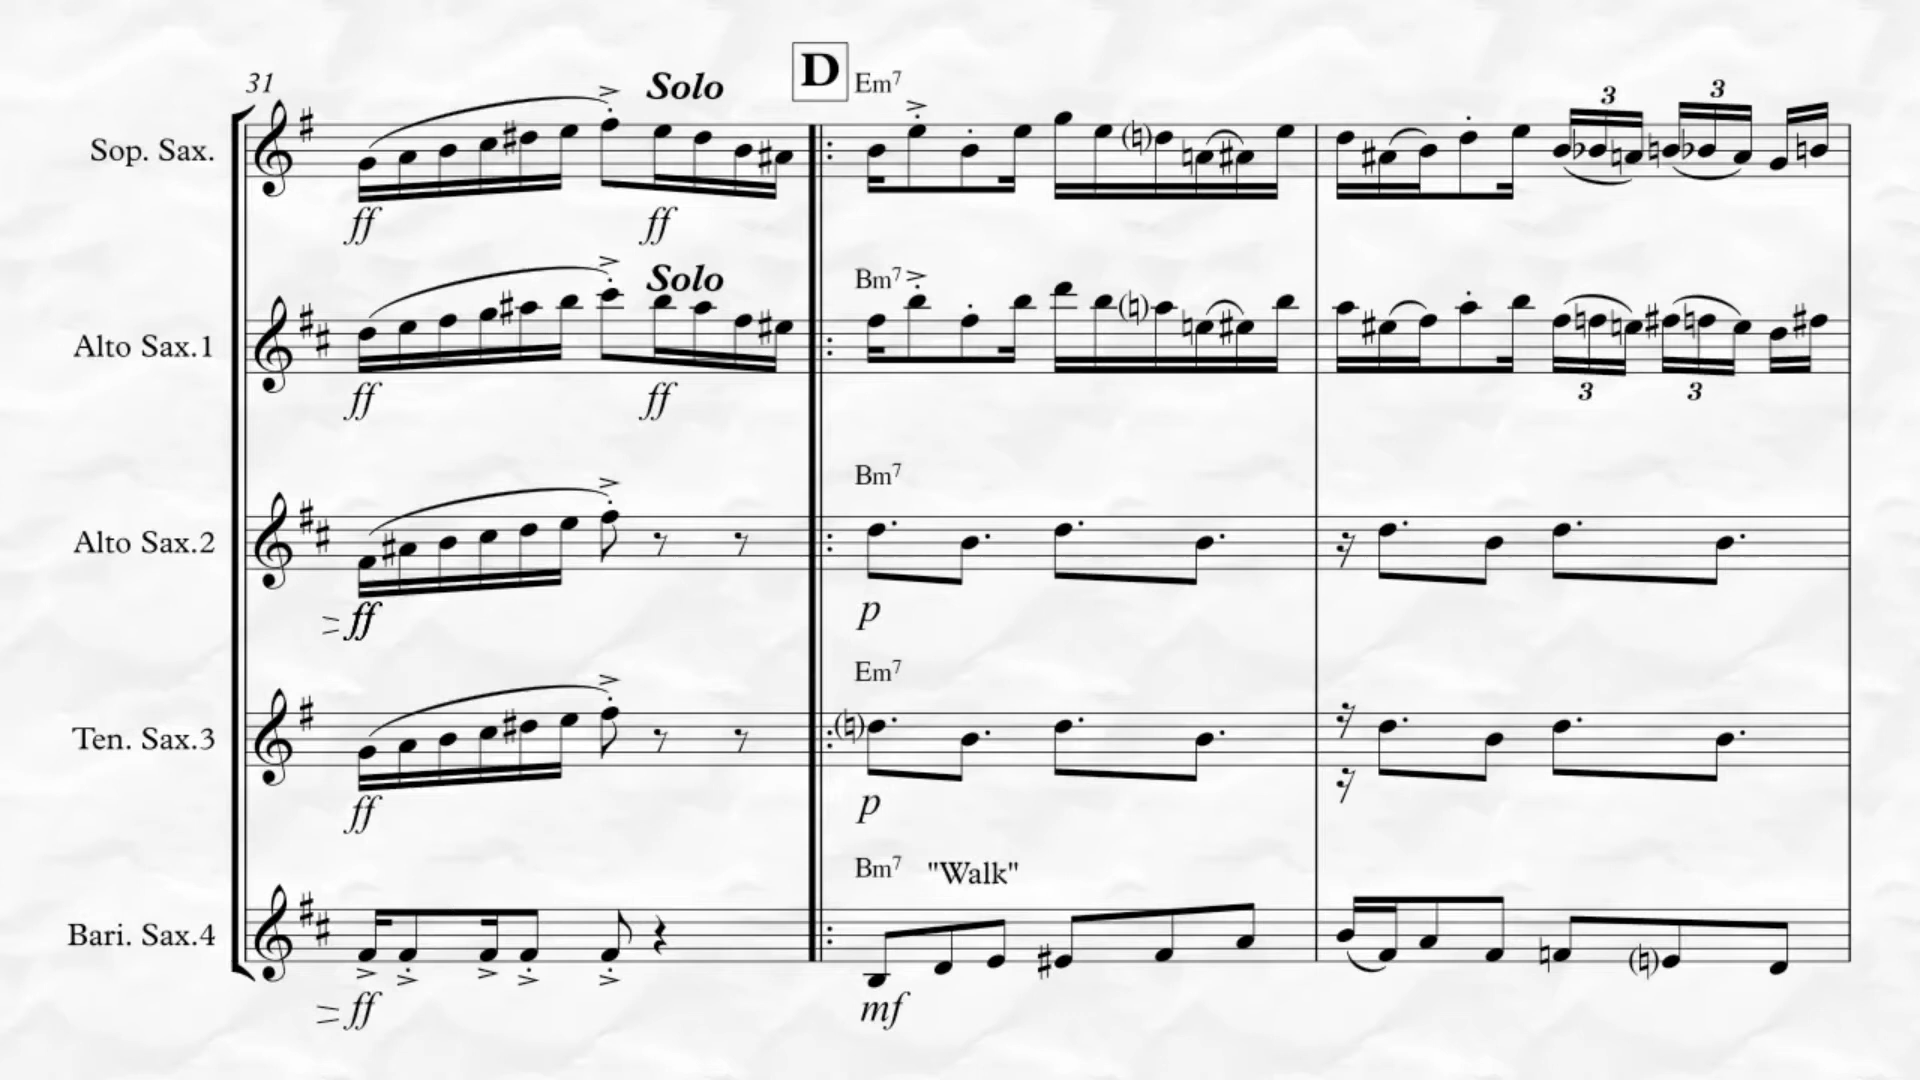 31
Solo
D
Em7
3
3
Sop. Sax.
ff
ff
Solo
Bm7
Alto Sax.1
ff
ff
3
3
Bm7
Alto Sax.2
ff
p
Em7
Ten. Sax.3
ff
p
Bm7 "Walk"
Bari. Sax.4
ff
mf